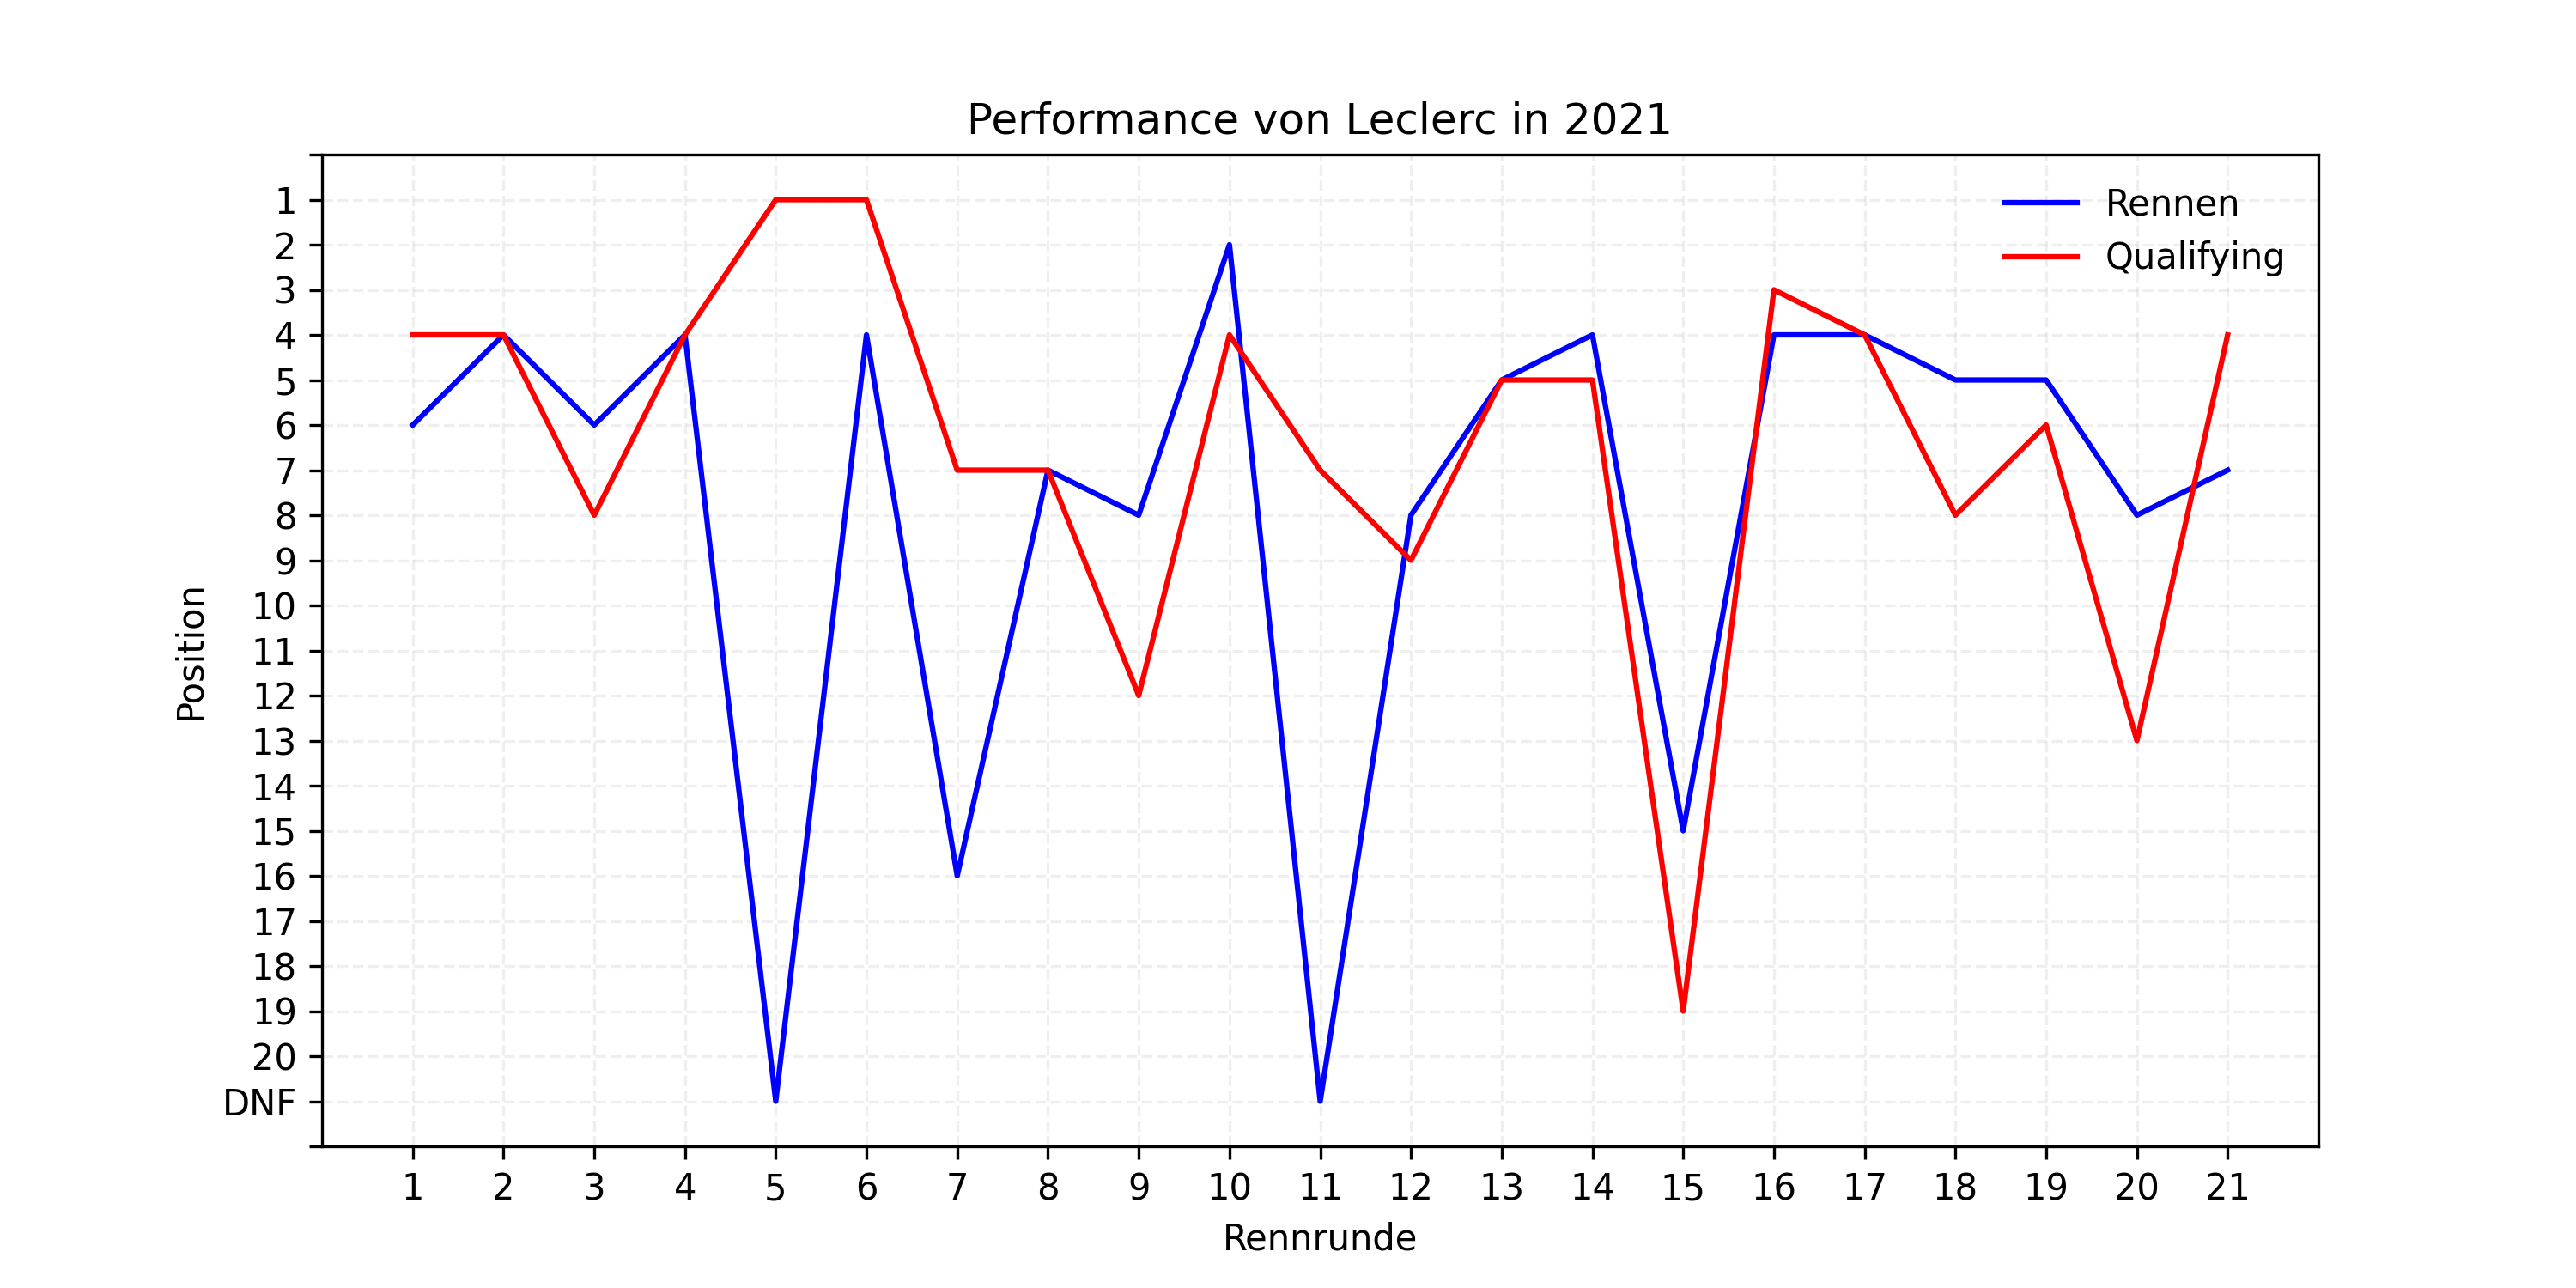 Performance von Leclerc in 2021
Rennen
Qualifying
Position
1
2
3
4
5
6
7
8
9
10
11
12
13
14
15
16
17
18
19
20
DNF
1 2 3 4 5 6 7 8 9 10 11 12 13 14 15 16 17 18 19 20 21
Rennrunde